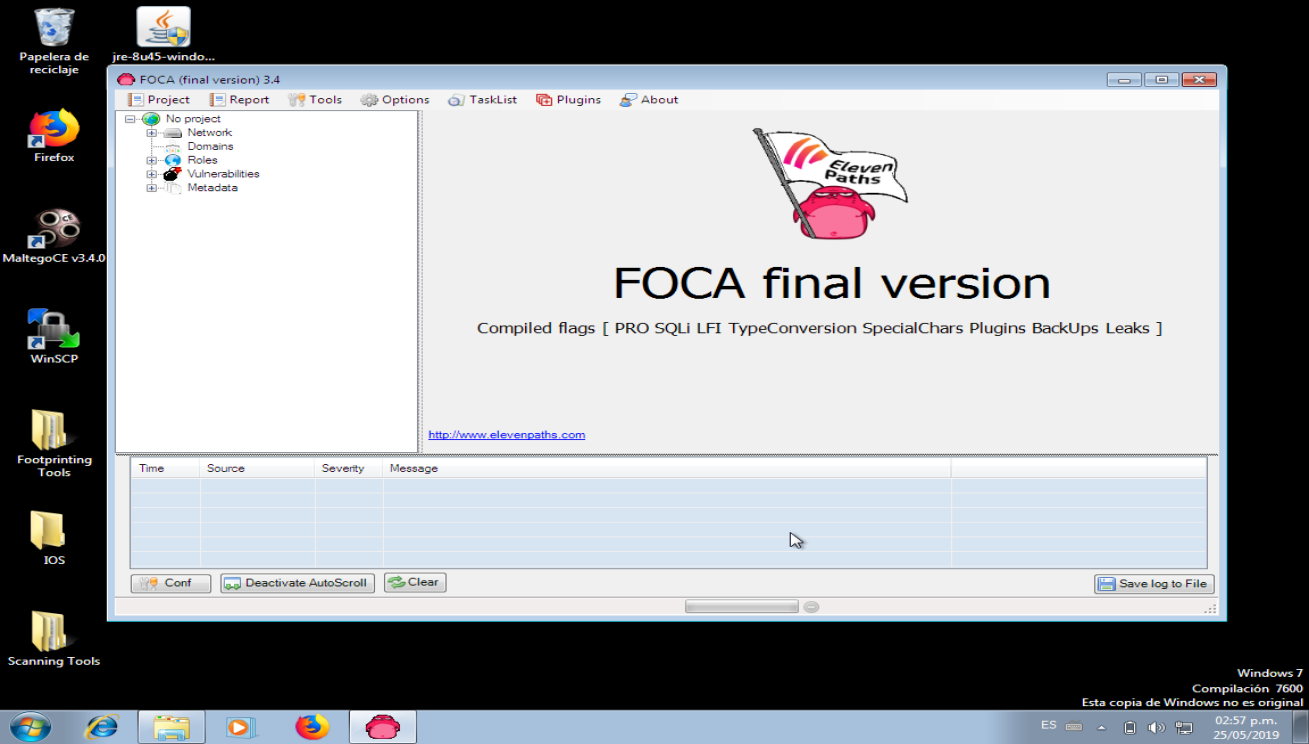 Papelera de
reciclaje
jre-8u45-windo...
Firefox
MaltegoCE v3.4.0
WinSCP
Footprinting
Tools
IOS
Scanning Tools
FOCA (final version) 3.4
Project Report Tools Options TaskList Plugins About
No project
Network
Domains
Roles
Vulnerabilities
Metadata
Eleven
Paths
FOCA final version
Compiled flags [ PRO SQLi LFI TypeConversion SpecialChars Plugins BackUps Leaks ]
http://www.elevenpaths.com
Time Source Severity Message
Conf Deactivate AutoScroll Clear Save log to File
Windows 7
Compilación 7600
Esta copia de Windows no es original
ES 02:57 p.m.
25/05/2019